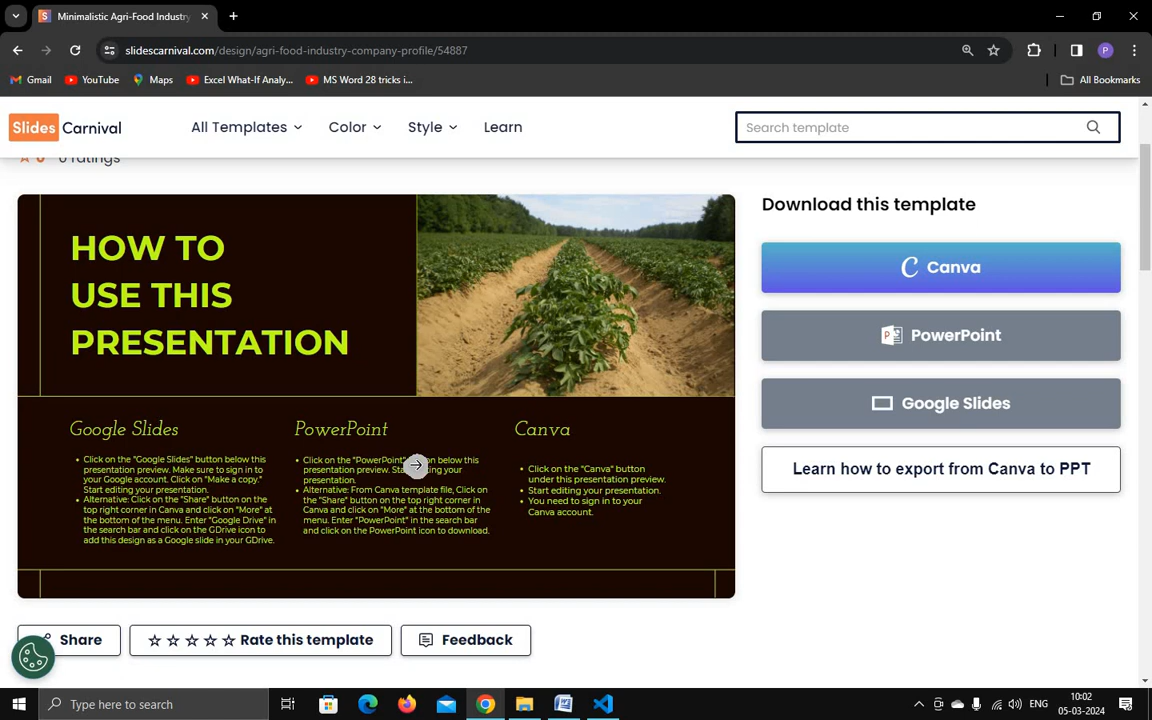 Minimalistic Agri-Food Industry
slidescarnival.com/design/agri-food-industry-company-profile/54887
P
Gmail
YouTube
Maps
Excel What-If Analy...
MS Word 28 tricks i...
All Bookmarks
Slides Carnival
All Templates
Color
Style
Learn
Search template
0 ratings
HOW TO
USE THIS
PRESENTATION
Google Slides
Click on the "Google Slides" button below this
presentation preview. Make sure to sign in to
your Google account. Click on "Make a copy."
Start editing your presentation.
Alternative: Click on the "Share" button on the
top right corner in Canva and click on "More" at
the bottom of the menu. Enter "Google Drive" in
the search bar and click on the GDrive icon to
add this design as a Google slide in your GDrive.
PowerPoint
Click on the "PowerPoint" below this
presentation preview. your
presentation.
Alternative: From Canva template file, Click on
the "Share" button on the top right corner in
Canva and click on "More" at the bottom of the
menu. Enter "PowerPoint" in the search bar
and click on the PowerPoint icon to download.
Canva
Click on the "Canva" button
under this presentation preview.
Start editing your presentation.
You need to sign in to your
Canva account.
Download this template
Canva
PowerPoint
Google Slides
Learn how to export from Canva to PPT
Share
Rate this template
Feedback
Type here to search
ENG
10:02
05-03-2024